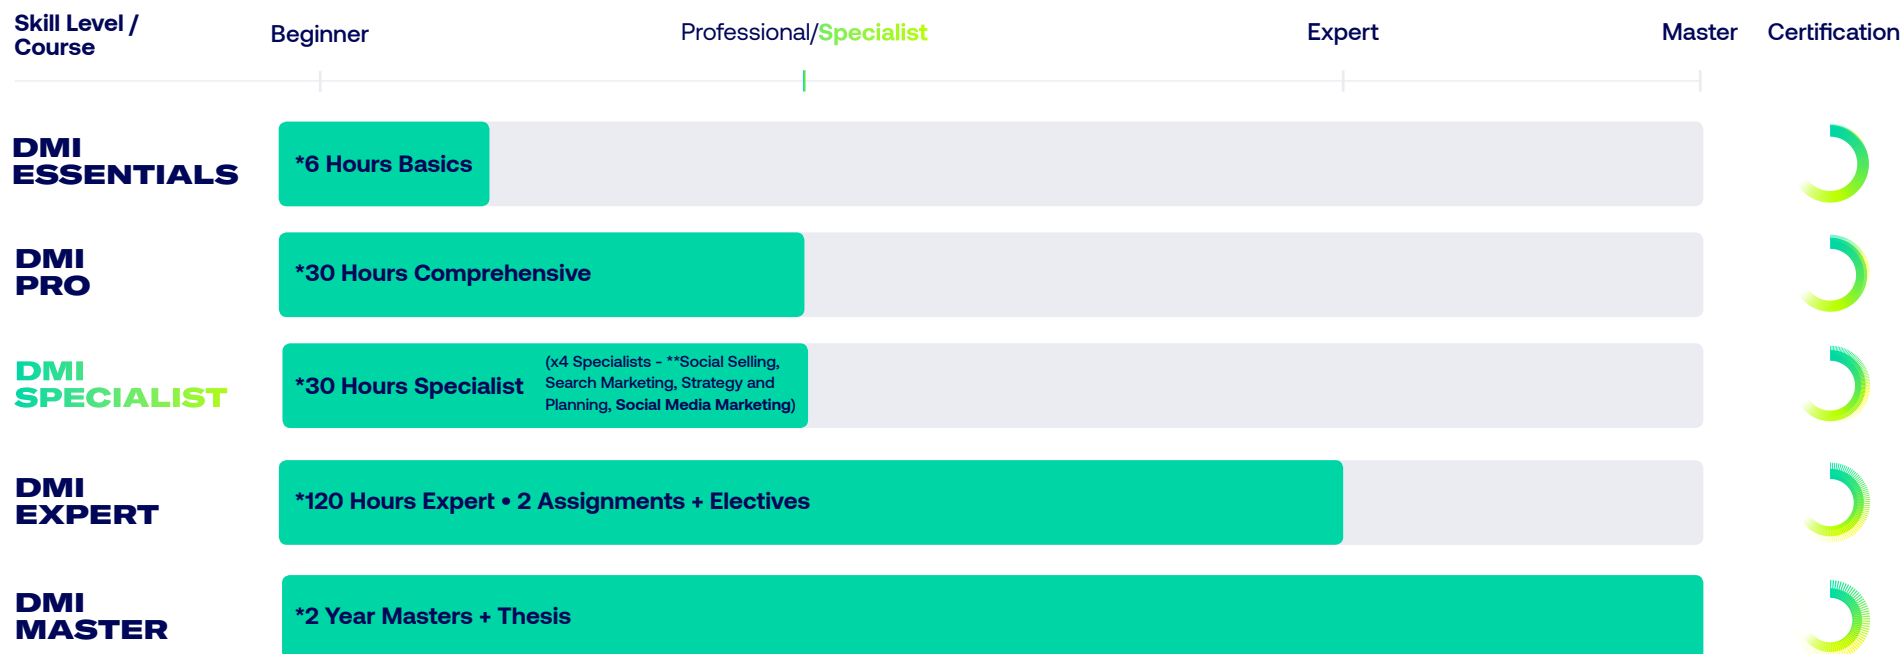 Skill Level /
Course
Beginner
Professional/Specialist
Expert
Master
Certification
DMI
ESSENTIALS
*6 Hours Basics
DMI
PRO
*30 Hours Comprehensive
DMI
SPECIALIST
*30 Hours Specialist
(x4 Specialists - **Social Selling,
Search Marketing, Strategy and
Planning, Social Media Marketing)
DMI
EXPERT
*120 Hours Expert • 2 Assignments + Electives
DMI
MASTER
*2 Year Masters + Thesis